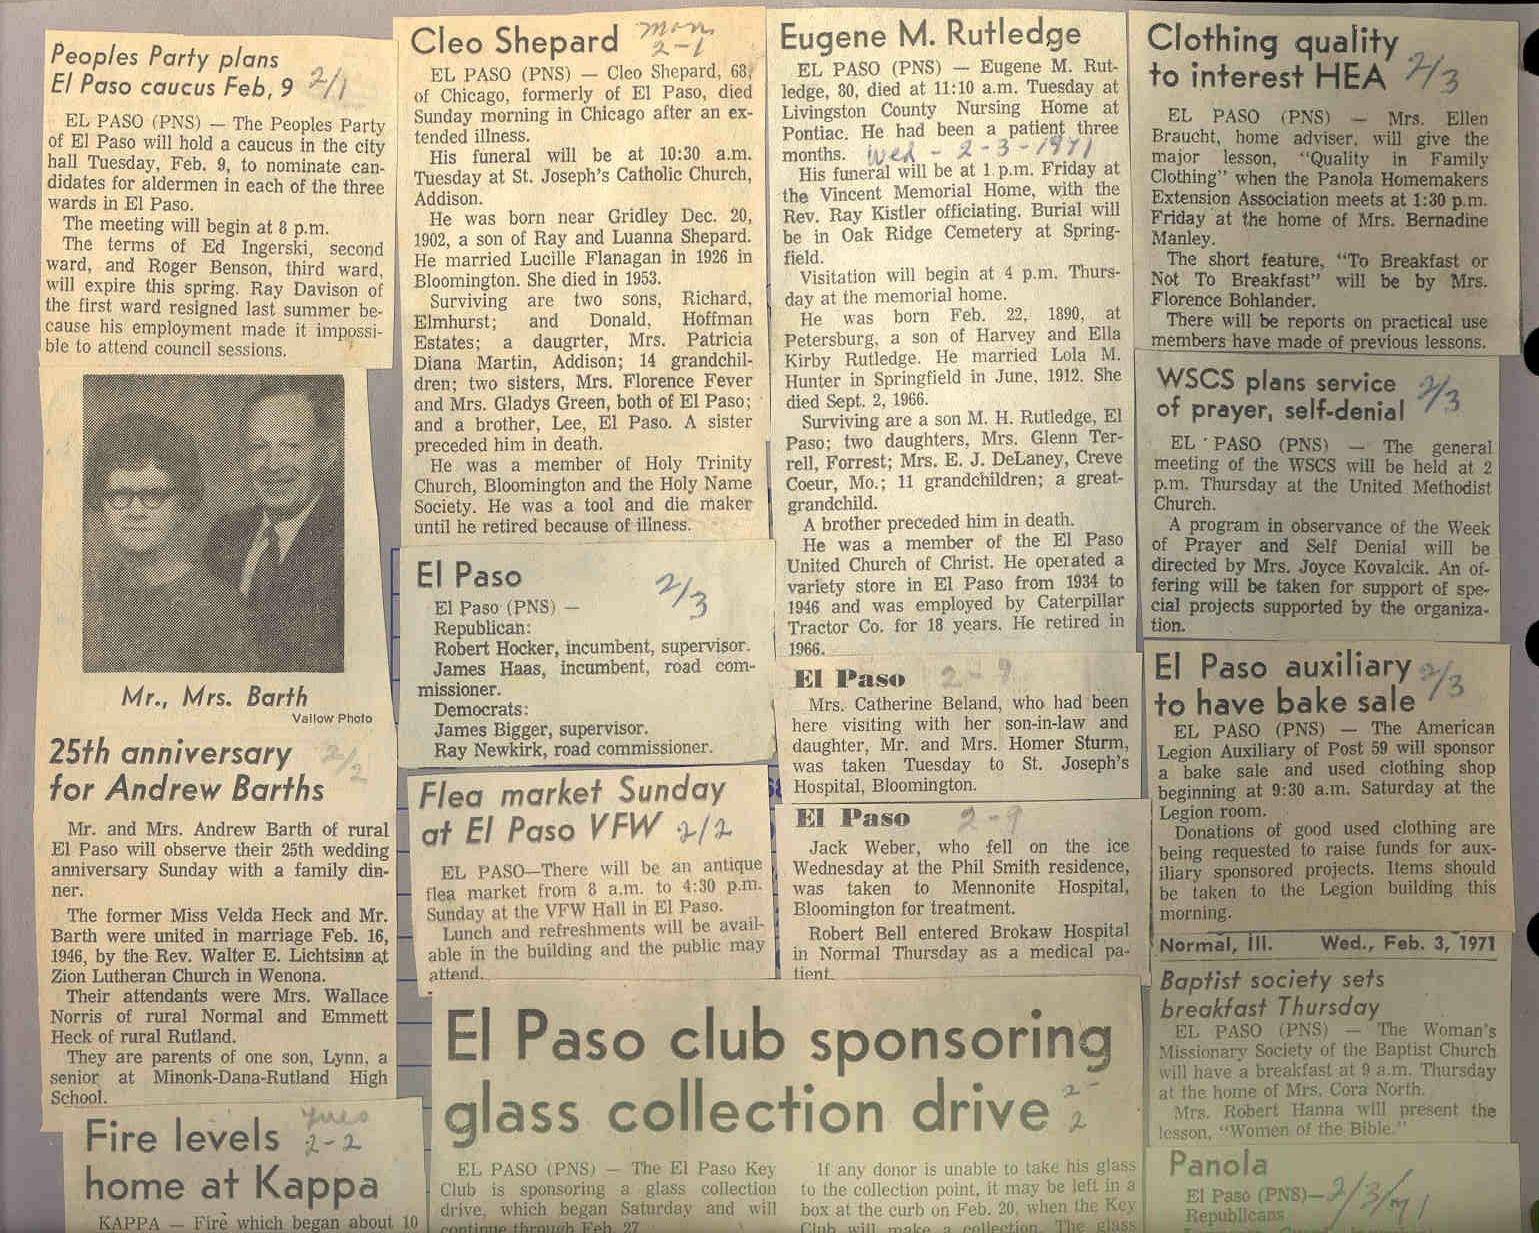 Peoples Party plans
El Paso caucus Feb, 9 2/1
EL PASO (PNS) — The Peoples Party
of El Paso will hold a caucus in the city
hall Tuesday, Feb. 9, to nominate can-
didates for aldermen in each of the three
wards in El Paso.
The meeting will begin at 8 p.m.
The terms of Ed Ingerski, second
ward, and Roger Benson, third ward,
will expire this spring. Ray Davison of
the first ward resigned last summer be-
cause his employment made it impossi-
ble to attend council sessions.
Mr., Mrs. Barth
Vallow Photo
25th anniversary 2/2
for Andrew Barths
Mr. and Mrs. Andrew Barth of rural
El Paso will observe their 25th wedding
anniversary Sunday with a family din-
ner.
The former Miss Velda Heck and Mr.
Barth were united in marriage Feb. 16,
1946, by the Rev. Walter E. Lichtsinn at
Zion Lutheran Church in Wenona.
Their attendants were Mrs. Wallace
Norris of rural Normal and Emmett
Heck of rural Rutland.
They are parents of one son, Lynn, a
senior at Minonk-Dana-Rutland High
School.
Fire levels 2-2
home at Kappa
KAPPA — Fire which began about 10
Cleo Shepard mon
2-1
EL PASO (PNS) — Cleo Shepard, 68,
of Chicago, formerly of El Paso, died
Sunday morning in Chicago after an ex-
tended illness.
His funeral will be at 10:30 a.m.
Tuesday at St. Joseph's Catholic Church,
Addison.
He was born near Gridley Dec. 20,
1902, a son of Ray and Luanna Shepard.
He married Lucille Flanagan in 1926 in
Bloomington. She died in 1953.
Surviving are two sons, Richard,
Elmhurst; and Donald, Hoffman
Estates; a daugrter, Mrs. Patricia
Diana Martin, Addison; 14 grandchil-
dren; two sisters, Mrs. Florence Fever
and Mrs. Gladys Green, both of El Paso;
and a brother, Lee, El Paso. A sister
preceded him in death.
He was a member of Holy Trinity
Church, Bloomington and the Holy Name
Society. He was a tool and die maker
until he retired because of illness.
El Paso 2/3
El Paso (PNS) —
Republican:
Robert Hocker, incumbent, supervisor.
James Haas, incumbent, road com-
missioner.
Democrats:
James Bigger, supervisor.
Ray Newkirk, road commissioner.
Flea market Sunday
at El Paso VFW 2/2
EL PASO—There will be an antique
flea market from 8 a.m. to 4:30 p.m.
Sunday at the VFW Hall in El Paso.
Lunch and refreshments will be avail-
able in the building and the public may
attend.
Eugene M. Rutledge
EL PASO (PNS) — Eugene M. Rut-
ledge, 80, died at 11:10 a.m. Tuesday at
Livingston County Nursing Home at
Pontiac. He had been a patient three
months. Wed - 2-3-1971
His funeral will be at 1 p.m. Friday at
the Vincent Memorial Home, with the
Rev. Ray Kistler officiating. Burial will
be in Oak Ridge Cemetery at Spring-
field.
Visitation will begin at 4 p.m. Thurs-
day at the memorial home.
He was born Feb. 22, 1890, at
Petersburg, a son of Harvey and Ella
Kirby Rutledge. He married Lola M.
Hunter in Springfield in June, 1912. She
died Sept. 2, 1966.
Surviving are a son M. H. Rutledge, El
Paso; two daughters, Mrs. Glenn Ter-
rell, Forrest; Mrs. E. J. DeLaney, Creve
Coeur, Mo.; 11 grandchildren; a great-
grandchild.
A brother preceded him in death.
He was a member of the El Paso
United Church of Christ. He operated a
variety store in El Paso from 1934 to
1946 and was employed by Caterpillar
Tractor Co. for 18 years. He retired in
1966.
El Paso 2-9
Mrs. Catherine Beland, who had been
here visiting with her son-in-law and
daughter, Mr. and Mrs. Homer Sturm,
was taken Tuesday to St. Joseph's
Hospital, Bloomington.
El Paso 2-9
Jack Weber, who fell on the ice
Wednesday at the Phil Smith residence,
was taken to Mennonite Hospital,
Bloomington for treatment.
Robert Bell entered Brokaw Hospital
in Normal Thursday as a medical pa-
tient.
El Paso club sponsoring
glass collection drive 2-2
EL PASO (PNS) — The El Paso Key
Club is sponsoring a glass collection
drive, which began Saturday and will
continue through Feb. 27
If any donor is unable to take his glass
to the collection point, it may be left in a
box at the curb on Feb. 20, when the Key
Club will make a collection. The glass
Clothing quality
to interest HEA 2/3
EL PASO (PNS) — Mrs. Ellen
Braucht, home adviser, will give the
major lesson, "Quality in Family
Clothing" when the Panola Homemakers
Extension Association meets at 1:30 p.m.
Friday at the home of Mrs. Bernadine
Manley.
The short feature, "To Breakfast or
Not To Breakfast" will be by Mrs.
Florence Bohlander.
There will be reports on practical use
members have made of previous lessons.
WSCS plans service 2/3
of prayer, self-denial
EL PASO (PNS) — The general
meeting of the WSCS will be held at 2
p.m. Thursday at the United Methodist
Church.
A program in observance of the Week
of Prayer and Self Denial will be
directed by Mrs. Joyce Kovalcik. An of-
fering will be taken for support of spe-
cial projects supported by the organiza-
tion.
El Paso auxiliary 2/3
to have bake sale
EL PASO (PNS) — The American
Legion Auxiliary of Post 59 will sponsor
a bake sale and used clothing shop
beginning at 9:30 a.m. Saturday at the
Legion room.
Donations of good used clothing are
being requested to raise funds for aux-
iliary sponsored projects. Items should
be taken to the Legion building this
morning.
Normal, Ill. Wed., Feb. 3, 1971
Baptist society sets
breakfast Thursday
EL PASO (PNS) — The Woman's
Missionary Society of the Baptist Church
will have a breakfast at 9 a.m. Thursday
at the home of Mrs. Cora North.
Mrs. Robert Hanna will present the
lesson, "Women of the Bible."
Panola
El Paso (PNS)— 2/3/71
Republicans